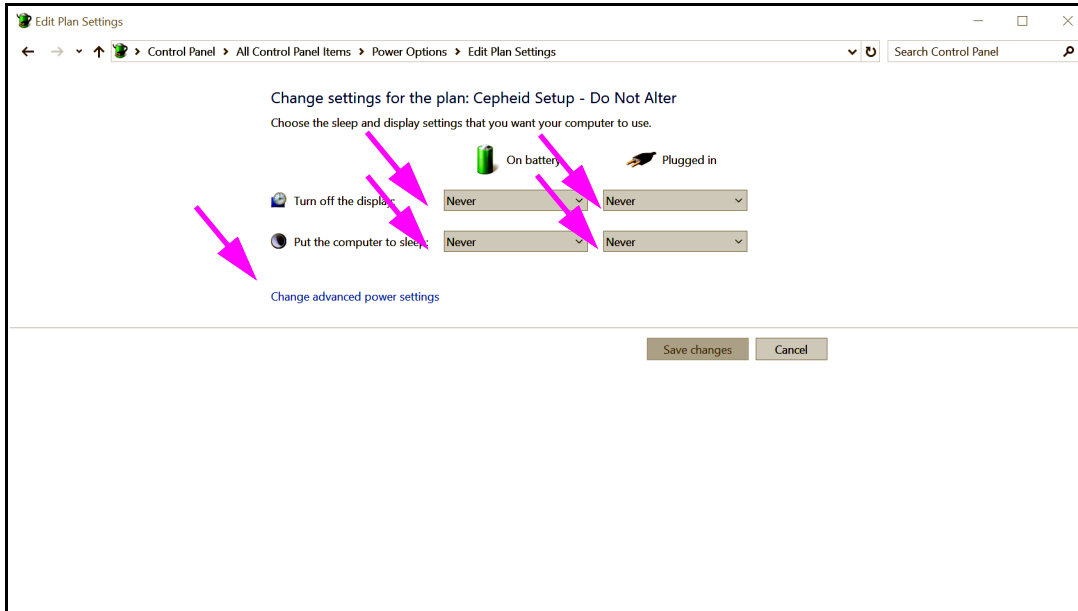 Edit Plan Settings
Control Panel > All Control Panel Items > Power Options > Edit Plan Settings
Search Control Panel
Change settings for the plan: Cepheid Setup - Do Not Alter
Choose the sleep and display settings that you want your computer to use.
On battery
Plugged in
Turn off the display:
Never
Never
Put the computer to sleep:
Never
Never
Change advanced power settings
Save changes
Cancel